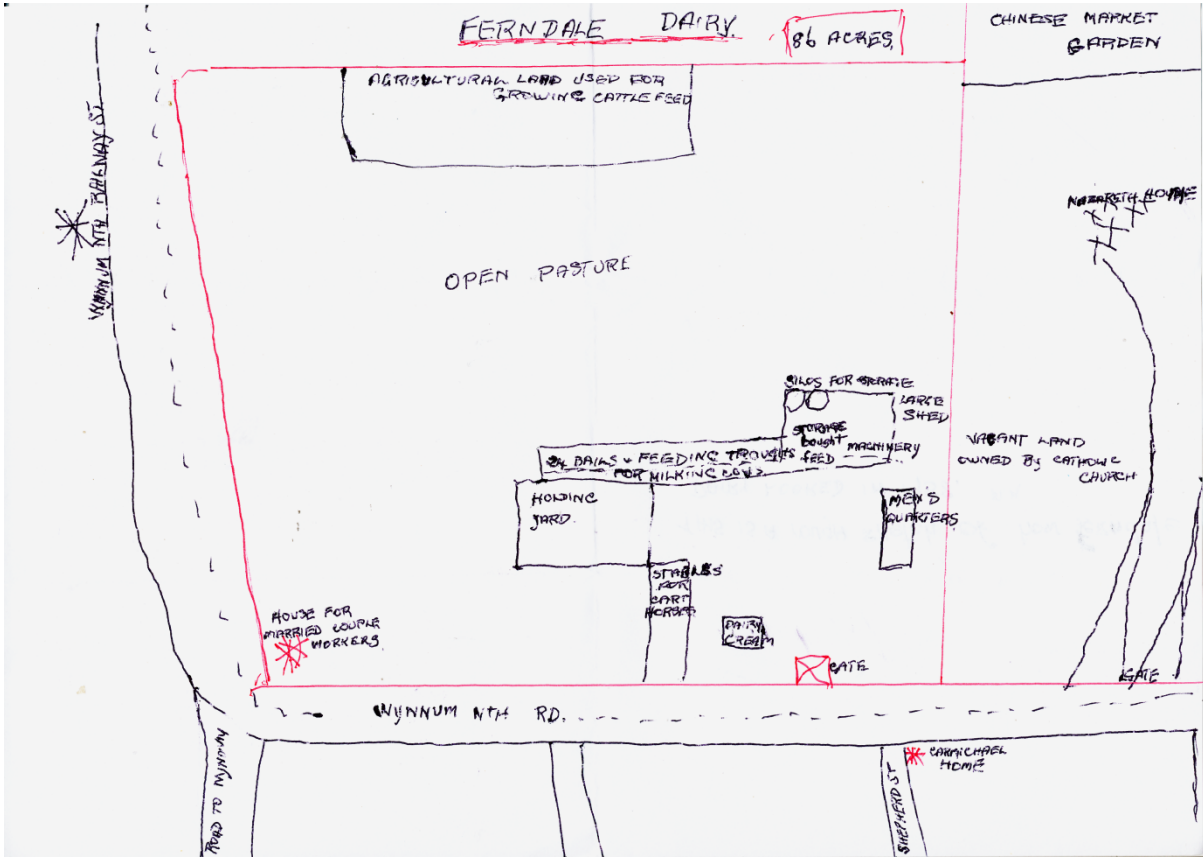 FERNDALE DAIRY.
86 ACRES.
CHINESE MARKET
GARDEN
AGRICULTURAL LAND USED FOR
GROWING CATTLE FEED
WYNNUM NTH RAILWAY ST.
NAZARETH HOUSE
OPEN PASTURE
SILOS FOR STORAGE
LARGE
SHED
STORAGE
bought
feed
MACHINERY
24 BAILS & FEEDING TROUGHS
FOR MILKING COWS
VACANT LAND
OWNED By CATHOLIC
CHURCH
HOLDING
YARD.
MEN'S
QUARTERS
STABLES
FOR
CART
HORSES
HOUSE FOR
MARRIED COUPLE
WORKERS
DAIRY
CREAM
GATE
GATE
WYNNUM NTH RD.
CARMICHAEL
HOME
ROAD TO WYNNUM
SHEPHERD ST